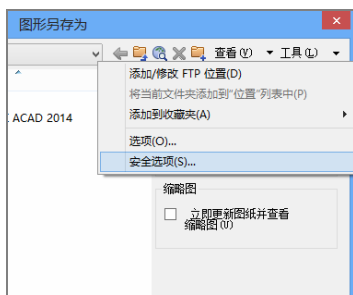 图形另存为
查看(V) 工具(L)
添加/修改 FTP 位置(D)
将当前文件夹添加到“位置”列表中(P)
添加到收藏夹(A)
ACAD 2014
选项(O)...
安全选项(S)...
缩略图
立即更新图纸并查看
缩略图(U)